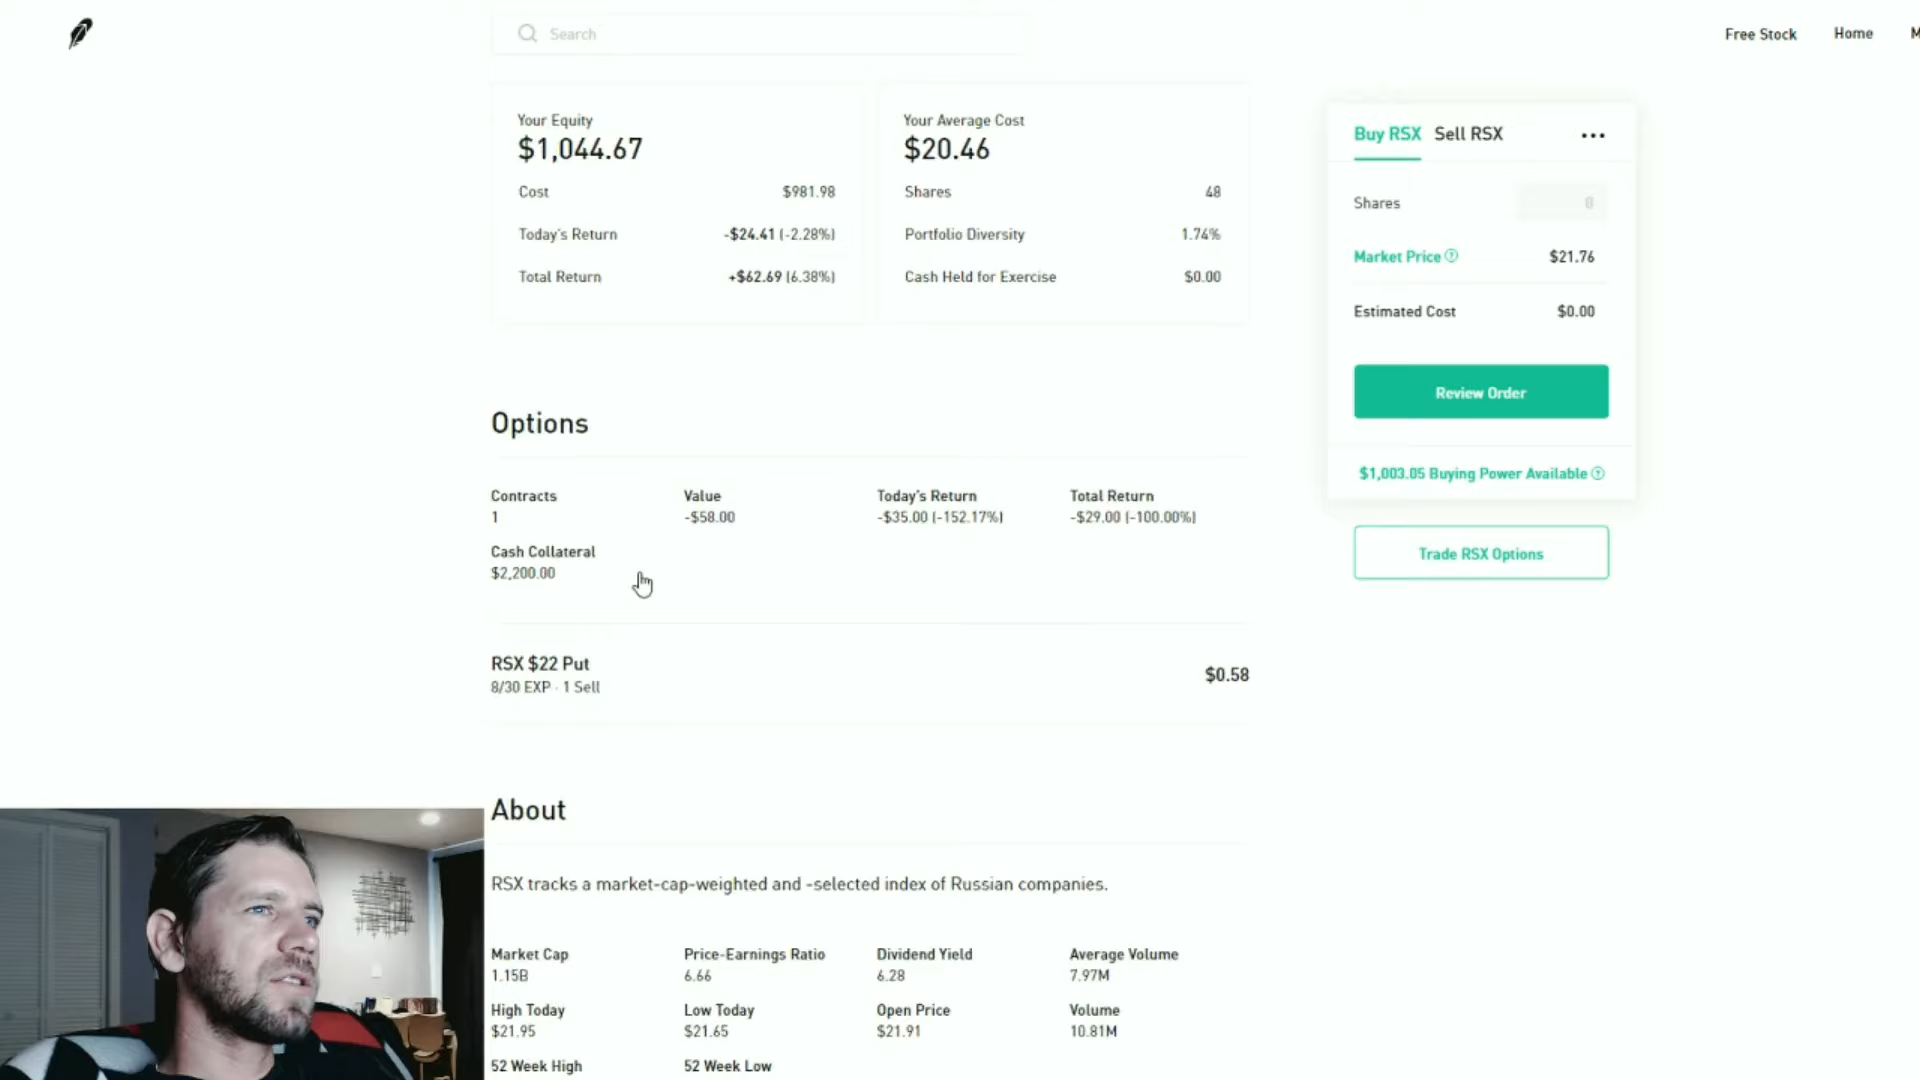 Search
Free Stock
Home
M
Your Equity
$1,044.67
Cost $981.98
Today's Return -$24.41 (-2.28%)
Total Return +$62.69 (6.38%)
Your Average Cost
$20.46
Shares 48
Portfolio Diversity 1.74%
Cash Held for Exercise $0.00
Buy RSX Sell RSX
Shares 0
Market Price $21.76
Estimated Cost $0.00
Review Order
$1,003.05 Buying Power Available
Trade RSX Options
Options
Contracts Value Today's Return Total Return
1 -$58.00 -$35.00 (-152.17%) -$29.00 (-100.00%)
Cash Collateral
$2,200.00
RSX $22 Put
8/30 EXP · 1 Sell
$0.58
About
RSX tracks a market-cap-weighted and -selected index of Russian companies.
Market Cap Price-Earnings Ratio Dividend Yield Average Volume
1.15B 6.66 6.28 7.97M
High Today Low Today Open Price Volume
$21.95 $21.65 $21.91 10.81M
52 Week High 52 Week Low